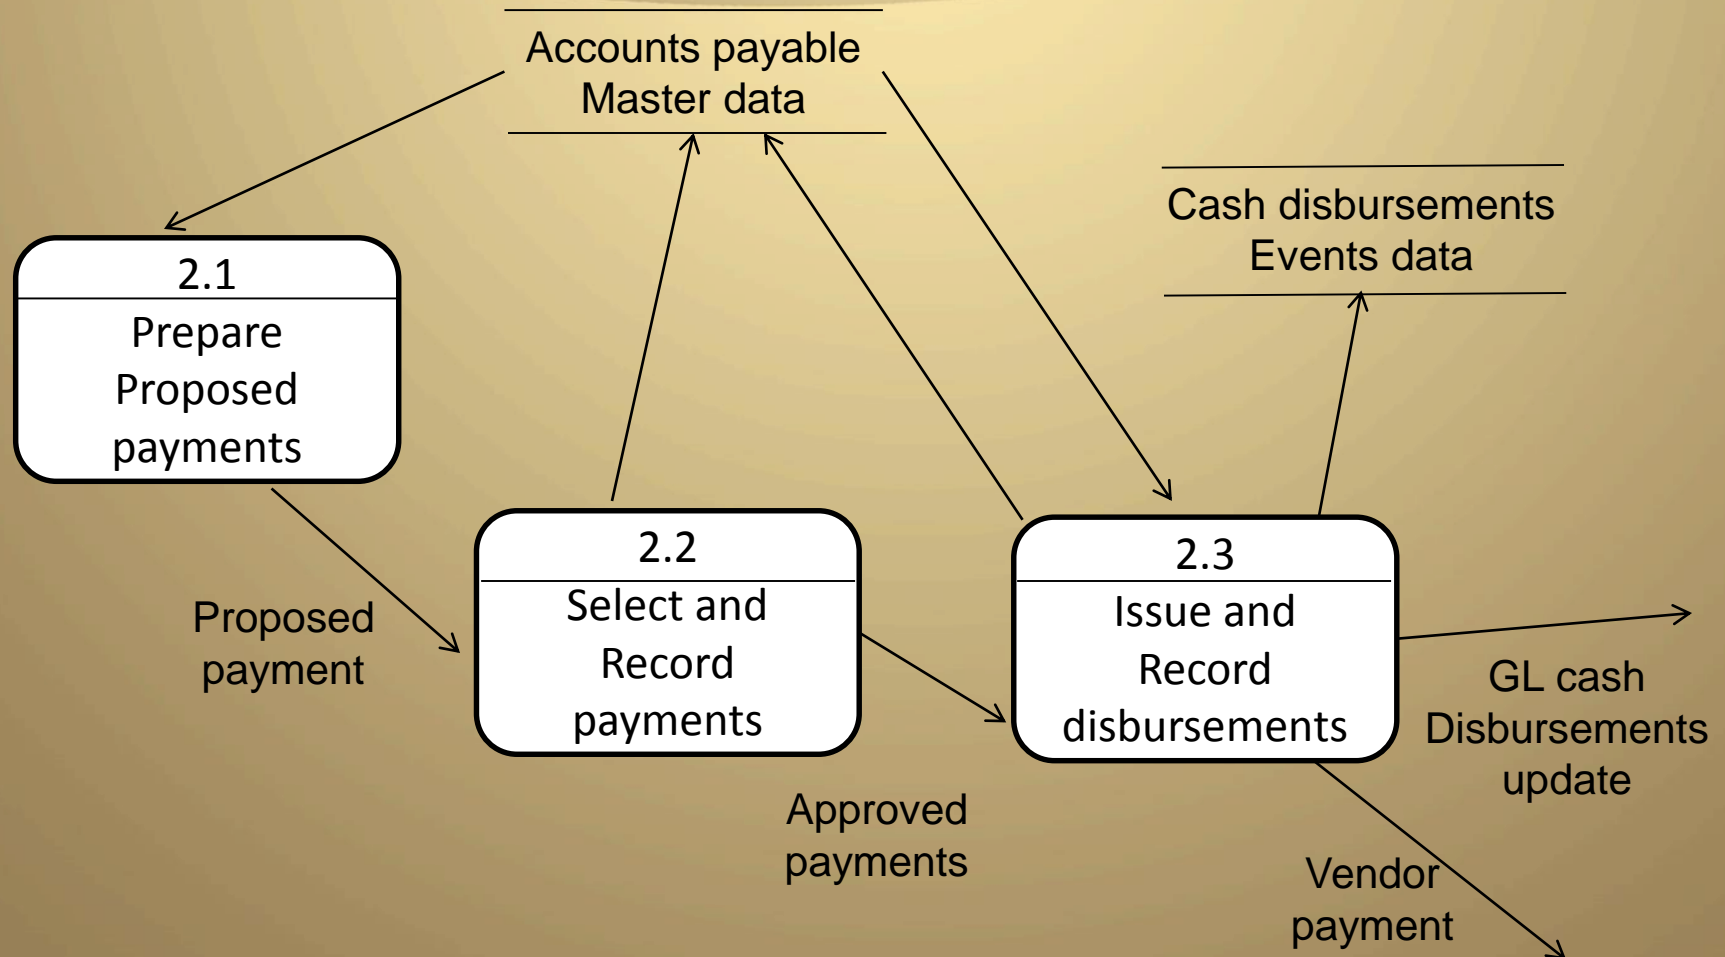 Accounts payable
Master data
Cash disbursements
Events data
2.1
Prepare
Proposed
payments
2.2
Select and
Record
payments
2.3
Issue and
Record
disbursements
Proposed
payment
GL cash
Disbursements
update
Approved
payments
Vendor
payment